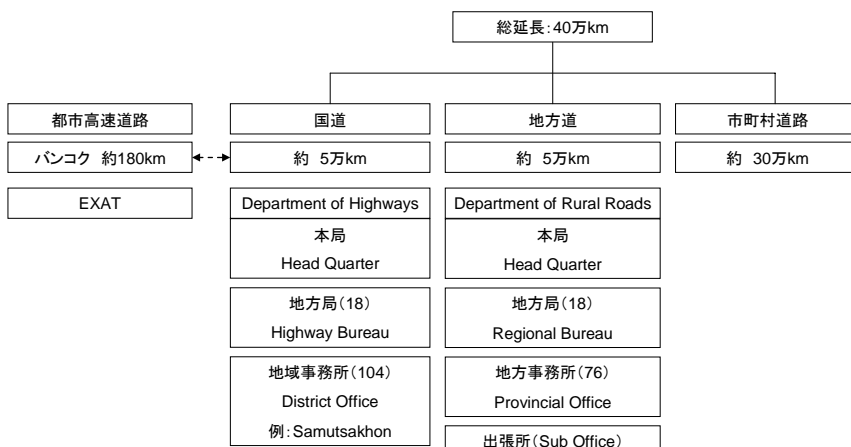 総延長:40万km
都市高速道路
国道
地方道
市町村道路
バンコク 約180km
約 5万km
約 5万km
約 30万km
EXAT
Department of Highways
Department of Rural Roads
本局
Head Quarter
本局
Head Quarter
地方局(18)
Highway Bureau
地方局(18)
Regional Bureau
地域事務所(104)
District Office
例:Samutsakhon
地方事務所(76)
Provincial Office
出張所(Sub Office)